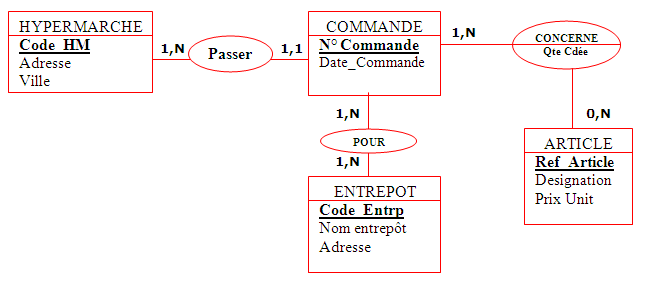 HYPERMARCHE
Code_HM
Adresse
Ville
1,N
Passer
1,1
COMMANDE
N° Commande
Date_Commande
1,N
CONCERNE
Qte Cdée
0,N
ARTICLE
Ref_Article
Designation
Prix Unit
1,N
POUR
1,N
ENTREPOT
Code_Entrp
Nom entrepôt
Adresse